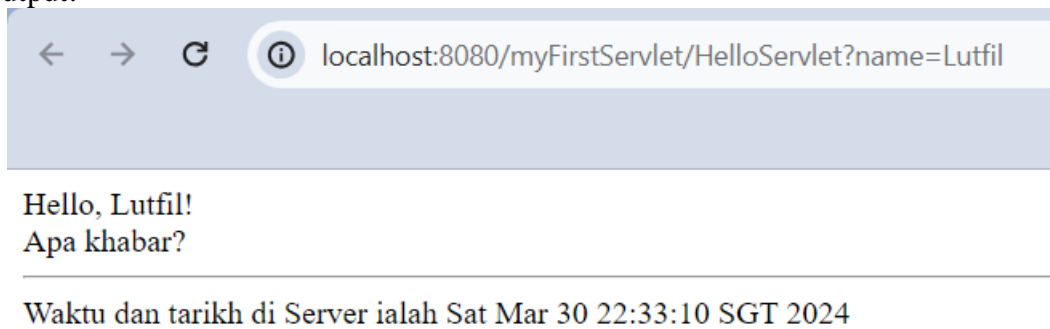 localhost:8080/myFirstServlet/HelloServlet?name=Lutfil
Hello, Lutfil!
Apa khabar?
Waktu dan tarikh di Server ialah Sat Mar 30 22:33:10 SGT 2024